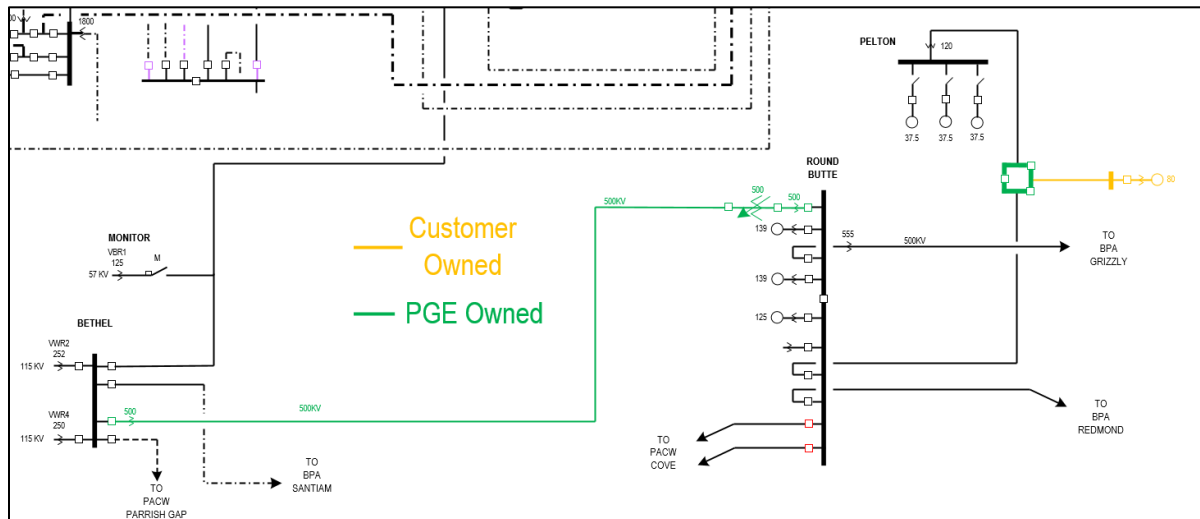 1800
PELTON
120
37.5
37.5
37.5
ROUND
BUTTE
80
500
500
500KV
139
555
500KV
TO
BPA
GRIZZLY
139
125
Customer
Owned
PGE Owned
MONITOR
VBR1
125
57 KV
M
BETHEL
VWR2
252
115 KV
VWR4
250
115 KV
500
500KV
TO
PACW
PARRISH GAP
TO
BPA
SANTIAM
TO
PACW
COVE
TO
BPA
REDMOND